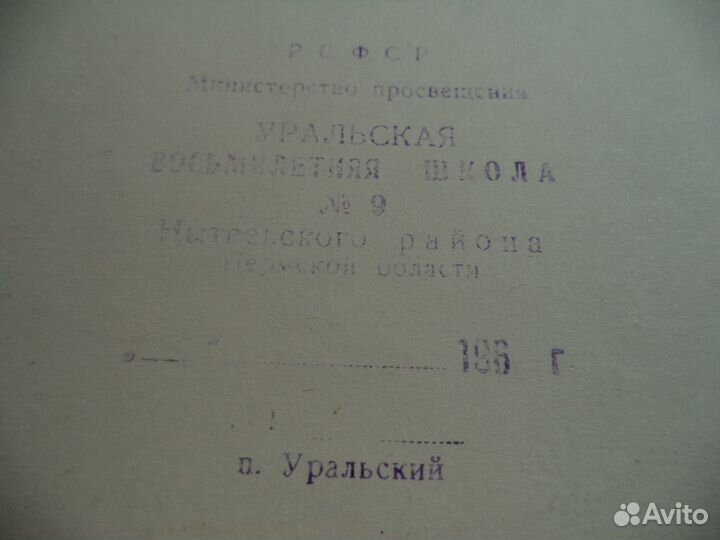 РСФСР
Министерство просвещения
УРАЛЬСКАЯ
ВОСЬМИЛЕТНЯЯ ШКОЛА
№ 9
Нытвенского района
Пермской области
196 г.
п. Уральский
Avito